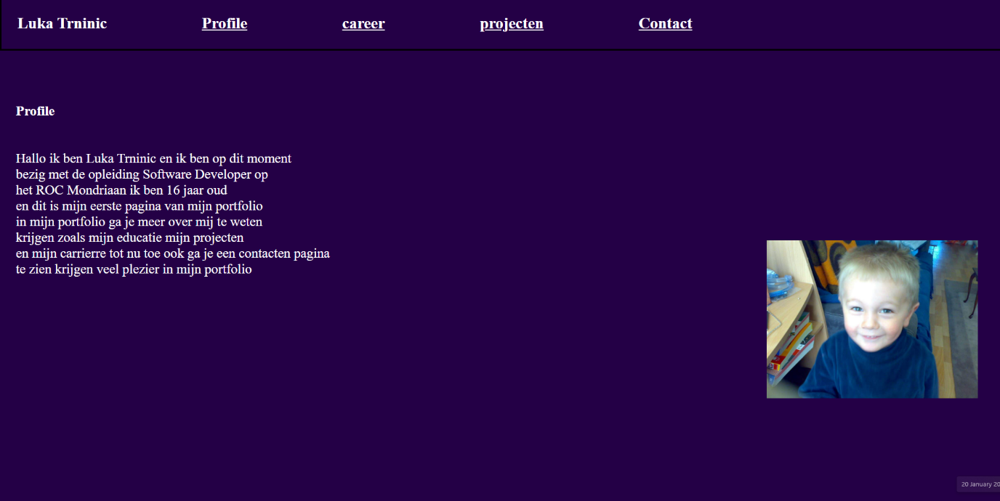 Luka Trninic Profile career projecten Contact
Profile
Hallo ik ben Luka Trninic en ik ben op dit moment
bezig met de opleiding Software Developer op
het ROC Mondriaan ik ben 16 jaar oud
en dit is mijn eerste pagina van mijn portfolio
in mijn portfolio ga je meer over mij te weten
krijgen zoals mijn educatie mijn projecten
en mijn carrierre tot nu toe ook ga je een contacten pagina
te zien krijgen veel plezier in mijn portfolio
20 January 20